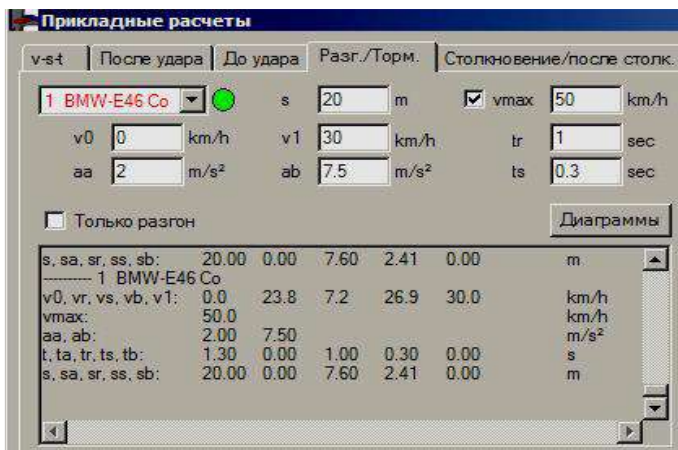 Прикладные расчеты
v-s-t После удара До удара Разг./Торм. Столкновение/после столк.
1 BMW-E46 Co s 20 m vmax 50 km/h
v0 0 km/h v1 30 km/h tr 1 sec
aa 2 m/s² ab 7.5 m/s² ts 0.3 sec
Только разгон Диаграммы
s, sa, sr, ss, sb: 20.00 0.00 7.60 2.41 0.00 m
---------- 1 BMW-E46 Co
v0, vr, vs, vb, v1: 0.0 23.8 7.2 26.9 30.0 km/h
vmax: 50.0 km/h
aa, ab: 2.00 7.50 m/s²
t, ta, tr, ts, tb: 1.30 0.00 1.00 0.30 0.00 s
s, sa, sr, ss, sb: 20.00 0.00 7.60 2.41 0.00 m